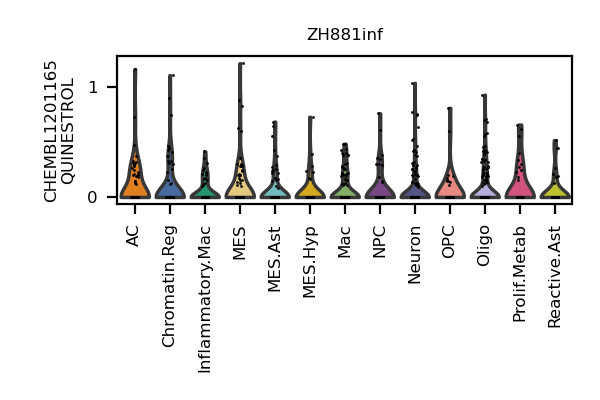 ZH881inf
CHEMBL1201165
QUINESTROL
1
0
AC
Chromatin.Reg
Inflammatory.Mac
MES
MES.Ast
MES.Hyp
Mac
NPC
Neuron
OPC
Oligo
Prolif.Metab
Reactive.Ast